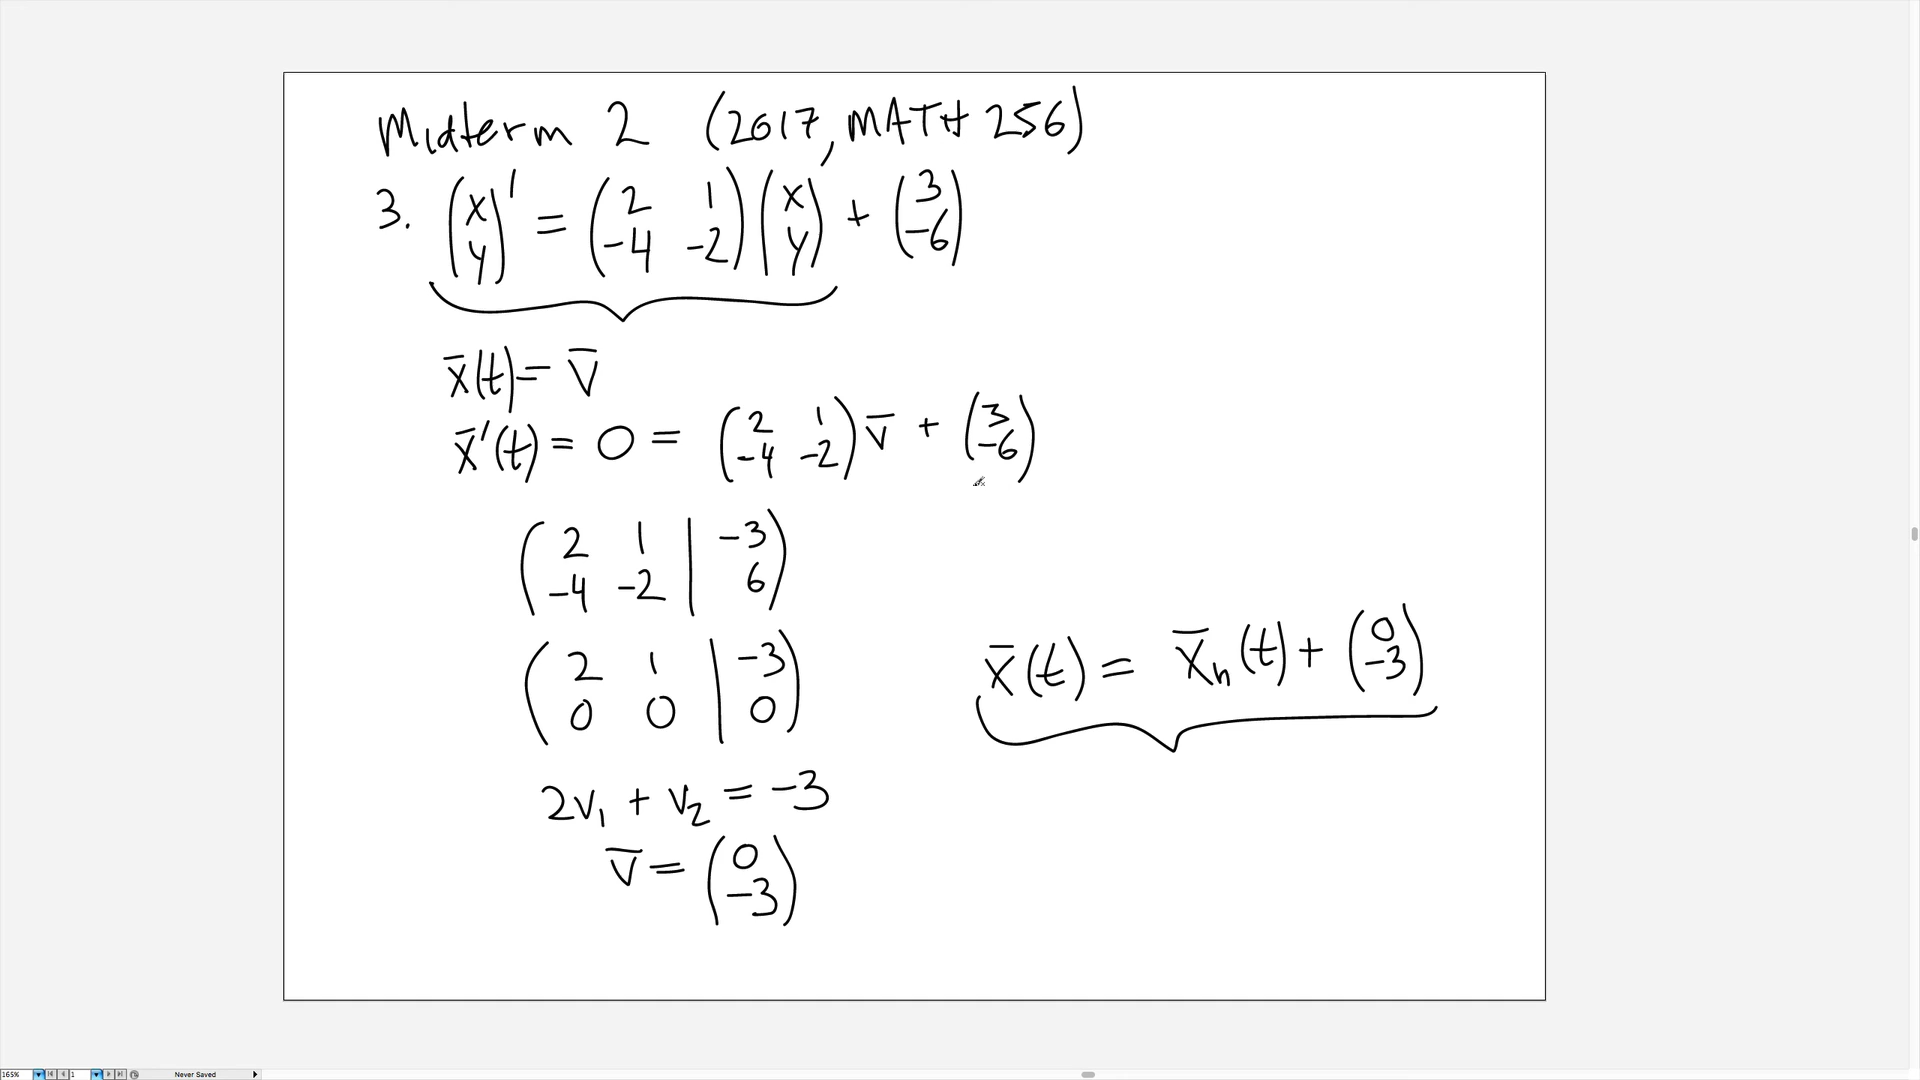 Midterm 2 (2017, MATH 256)
3. (x y)' = (2 1 -4 -2)(x y) + (3 -6)
x̄(t) = v̄
x̄'(t) = 0 = (2 1 -4 -2) v̄ + (3 -6)
(2 1 | -3
-4 -2 | 6)
(2 1 | -3
0 0 | 0)
x̄(t) = x̄ₕ(t) + (0 -3)
2v₁ + v₂ = -3
v̄ = (0 -3)
165%
1
Never Saved